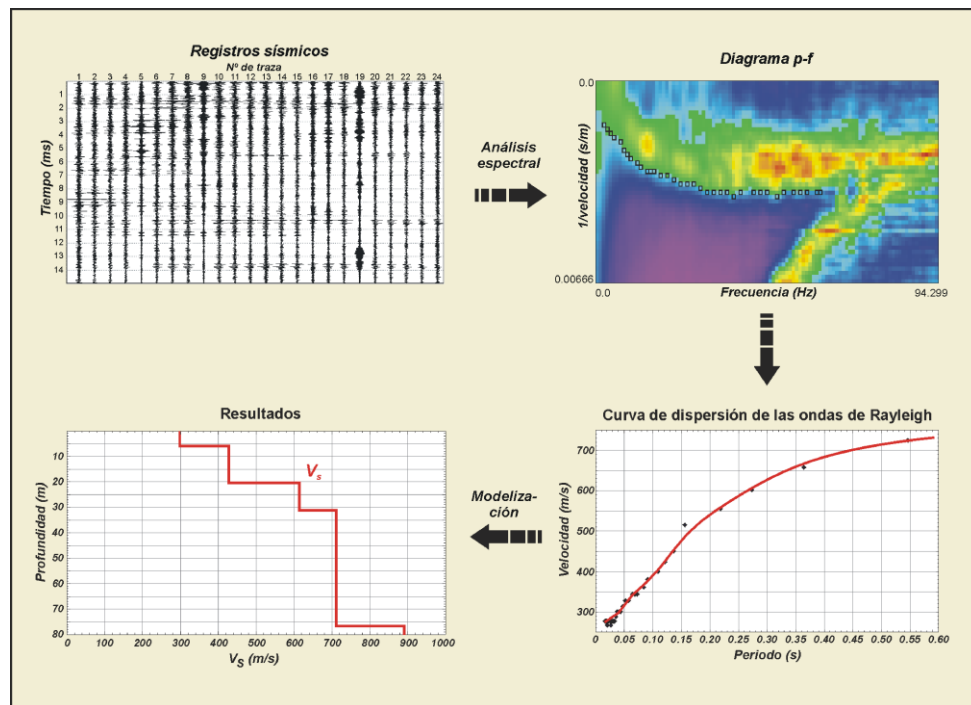 Registros sísmicos
Nº de traza
1 2 3 4 5 6 7 8 9 10 11 12 13 14 15 16 17 18 19 20 21 22 23 24
Tiempo (ms)
1
2
3
4
5
6
7
8
9
10
11
12
13
14
Análisis
espectral
Diagrama p-f
1/velocidad (s/m)
0.0
0.00666
0.0
94.299
Frecuencia (Hz)
Curva de dispersión de las ondas de Rayleigh
Velocidad (m/s)
700
600
500
400
300
0 0.05 0.10 0.15 0.20 0.25 0.30 0.35 0.40 0.45 0.50 0.55 0.60
Periodo (s)
Modeliza-
ción
Resultados
Profundidad (m)
10
20
30
40
50
60
70
80
Vs
0 100 200 300 400 500 600 700 800 900 1000
VS (m/s)